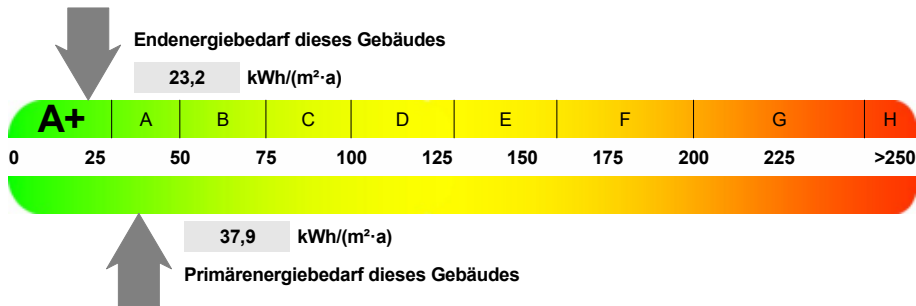 Endenergiebedarf dieses Gebäudes
23,2 kWh/(m²·a)
A+ A B C D E F G H
0 25 50 75 100 125 150 175 200 225 >250
37,9 kWh/(m²·a)
Primärenergiebedarf dieses Gebäudes